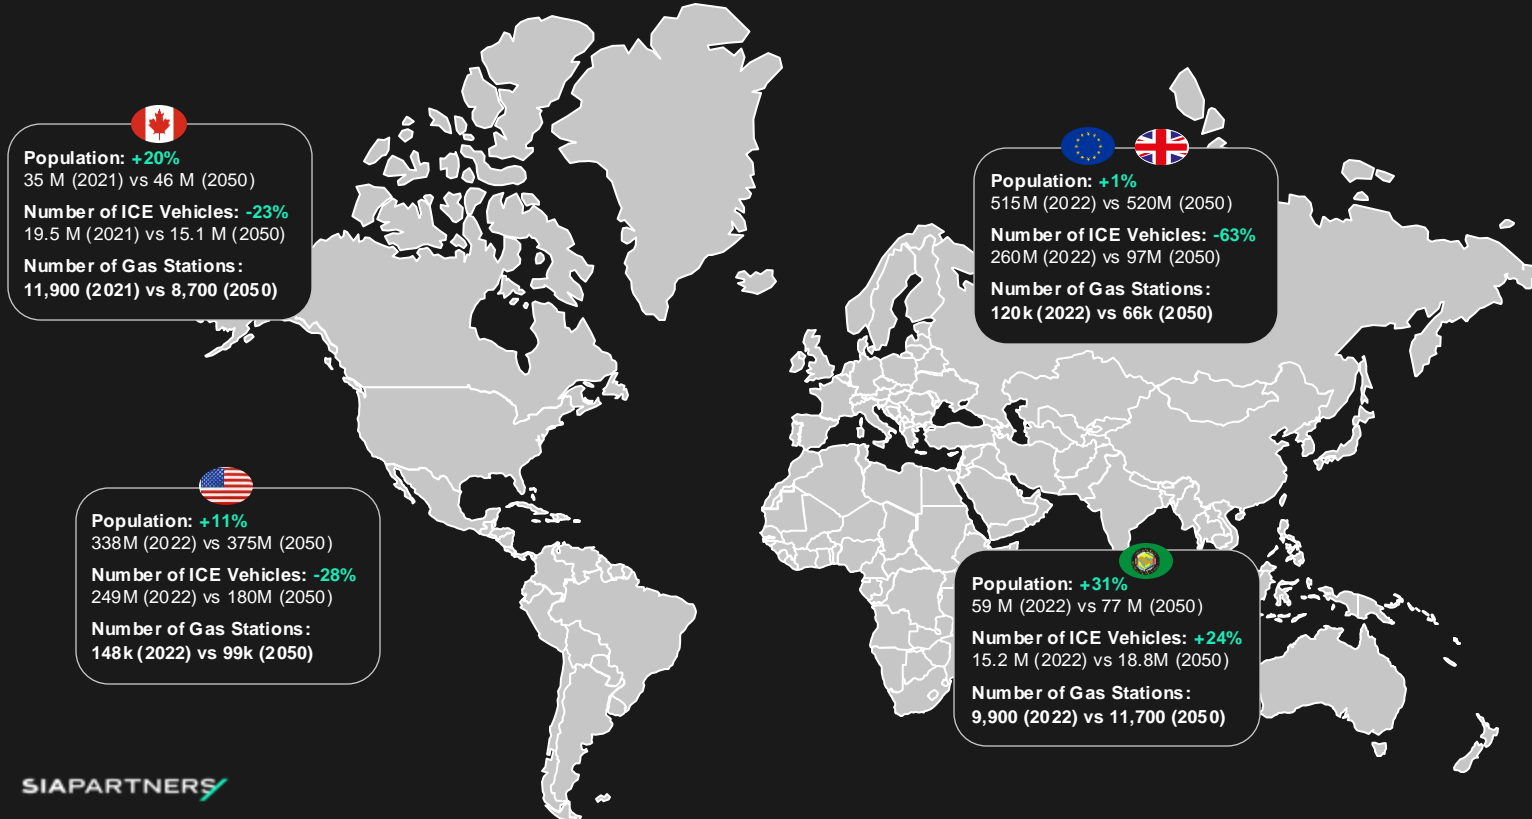 Population: +20%
35 M (2021) vs 46 M (2050)
Number of ICE Vehicles: -23%
19.5 M (2021) vs 15.1 M (2050)
Number of Gas Stations:
11,900 (2021) vs 8,700 (2050)
Population: +1%
515M (2022) vs 520M (2050)
Number of ICE Vehicles: -63%
260M (2022) vs 97M (2050)
Number of Gas Stations:
120k (2022) vs 66k (2050)
Population: +11%
338M (2022) vs 375M (2050)
Number of ICE Vehicles: -28%
249M (2022) vs 180M (2050)
Number of Gas Stations:
148k (2022) vs 99k (2050)
Population: +31%
59 M (2022) vs 77 M (2050)
Number of ICE Vehicles: +24%
15.2 M (2022) vs 18.8M (2050)
Number of Gas Stations:
9,900 (2022) vs 11,700 (2050)
SIAPARTNERS